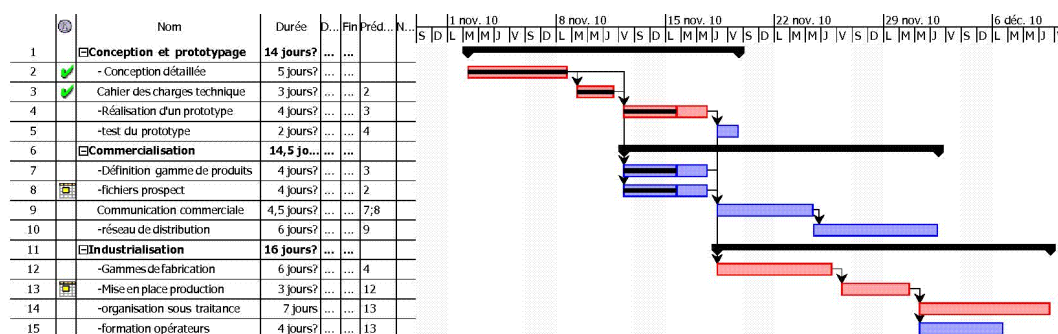 Nom Durée D... Fin Préd... N... 1 nov. 10 8 nov. 10 15 nov. 10 22 nov. 10 29 nov. 10 6 déc. 10
S D L M M J V S D L M M J V S D L M M J V S D L M M J V S D L M M J V S D L M M J
1 Conception et prototypage 14 jours? ... ...
2 - Conception détaillée 5 jours? ... ...
3 Cahier des charges technique 3 jours? ... ... 2
4 -Réalisation d'un prototype 4 jours? ... ... 3
5 -test du prototype 2 jours? ... ... 4
6 Commercialisation 14,5 jo... ... ...
7 -Définition gamme de produits 4 jours? ... ... 3
8 -fichiers prospect 4 jours? ... ... 2
9 Communication commerciale 4,5 jours? ... ... 7;8
10 -réseau de distribution 6 jours? ... ... 9
11 Industrialisation 16 jours? ... ...
12 -Gammes de fabrication 6 jours? ... ... 4
13 -Mise en place production 3 jours? ... ... 12
14 -organisation sous traitance 7 jours ... ... 13
15 -formation opérateurs 4 jours? ... ... 13